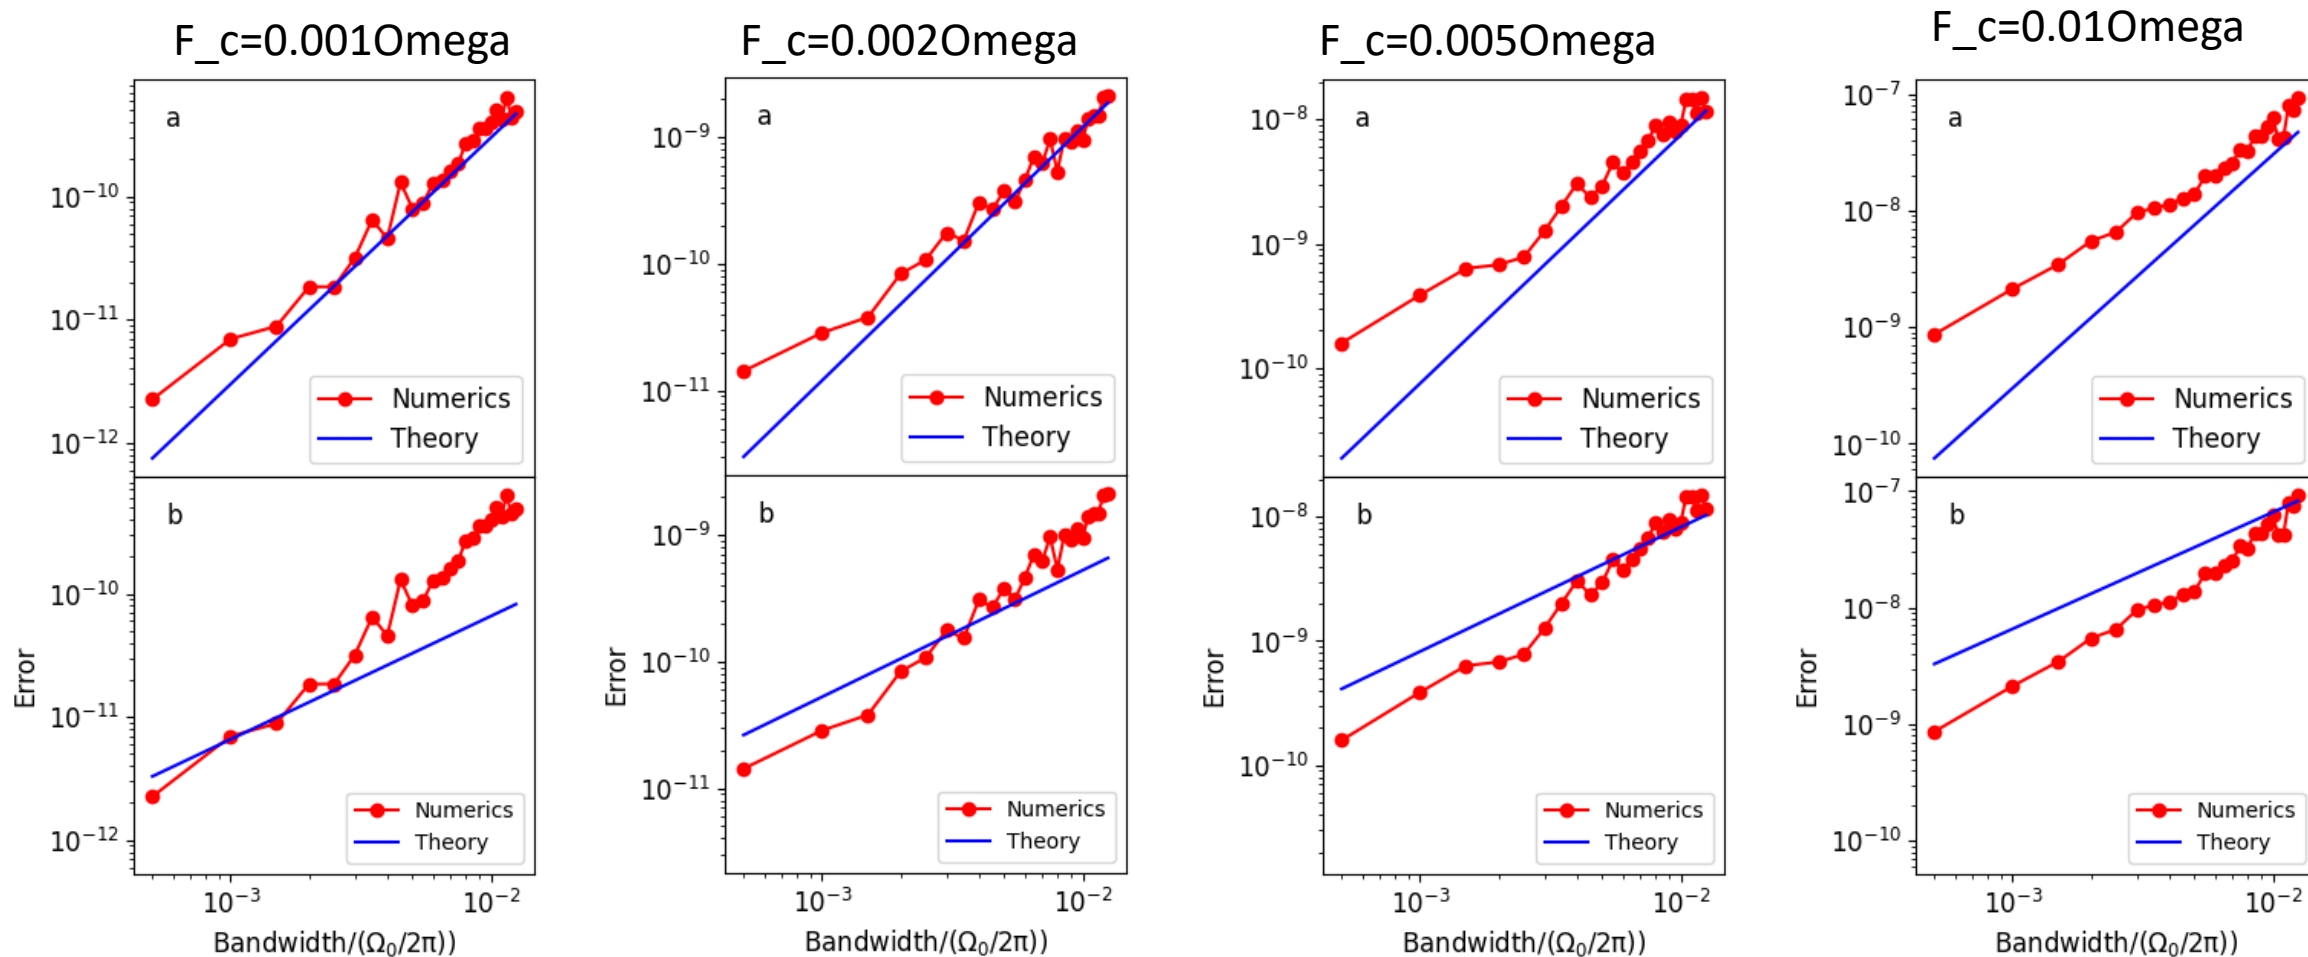 F_c=0.001Omega
F_c=0.002Omega
F_c=0.005Omega
F_c=0.01Omega
a
10⁻¹⁰
10⁻¹¹
10⁻¹²
Numerics
Theory
a
10⁻⁹
10⁻¹⁰
10⁻¹¹
Numerics
Theory
a
10⁻⁸
10⁻⁹
10⁻¹⁰
Numerics
Theory
a
10⁻⁷
10⁻⁸
10⁻⁹
10⁻¹⁰
Numerics
Theory
b
Error
10⁻¹⁰
10⁻¹¹
10⁻¹²
Numerics
Theory
10⁻³
10⁻²
Bandwidth/(Ω₀/2π))
b
Error
10⁻⁹
10⁻¹⁰
10⁻¹¹
Numerics
Theory
10⁻³
10⁻²
Bandwidth/(Ω₀/2π))
b
Error
10⁻⁸
10⁻⁹
10⁻¹⁰
Numerics
Theory
10⁻³
10⁻²
Bandwidth/(Ω₀/2π))
b
Error
10⁻⁷
10⁻⁸
10⁻⁹
10⁻¹⁰
Numerics
Theory
10⁻³
10⁻²
Bandwidth/(Ω₀/2π))